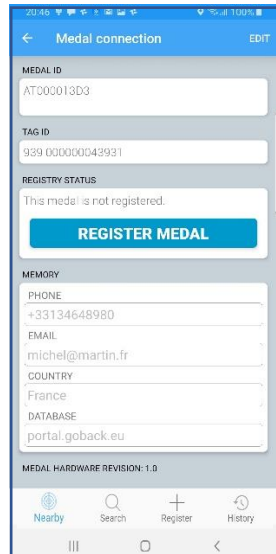 20:46 100%
Medal connection EDIT
MEDAL ID
AT000013D3
TAG ID
939 000000043931
REGISTRY STATUS
This medal is not registered.
REGISTER MEDAL
MEMORY
PHONE
+33134648980
EMAIL
michel@martin.fr
COUNTRY
France
DATABASE
portal.goback.eu
MEDAL HARDWARE REVISION: 1.0
Nearby Search Register History